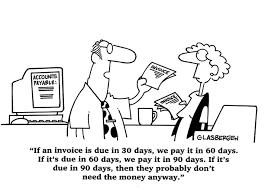 ACCOUNTS
PAYABLE:
INVOICE
©LASBERGEN
"If an invoice is due in 30 days, we pay it in 60 days.
If it's due in 60 days, we pay it in 90 days. If it's
due in 90 days, then they probably don't
need the money anyway."